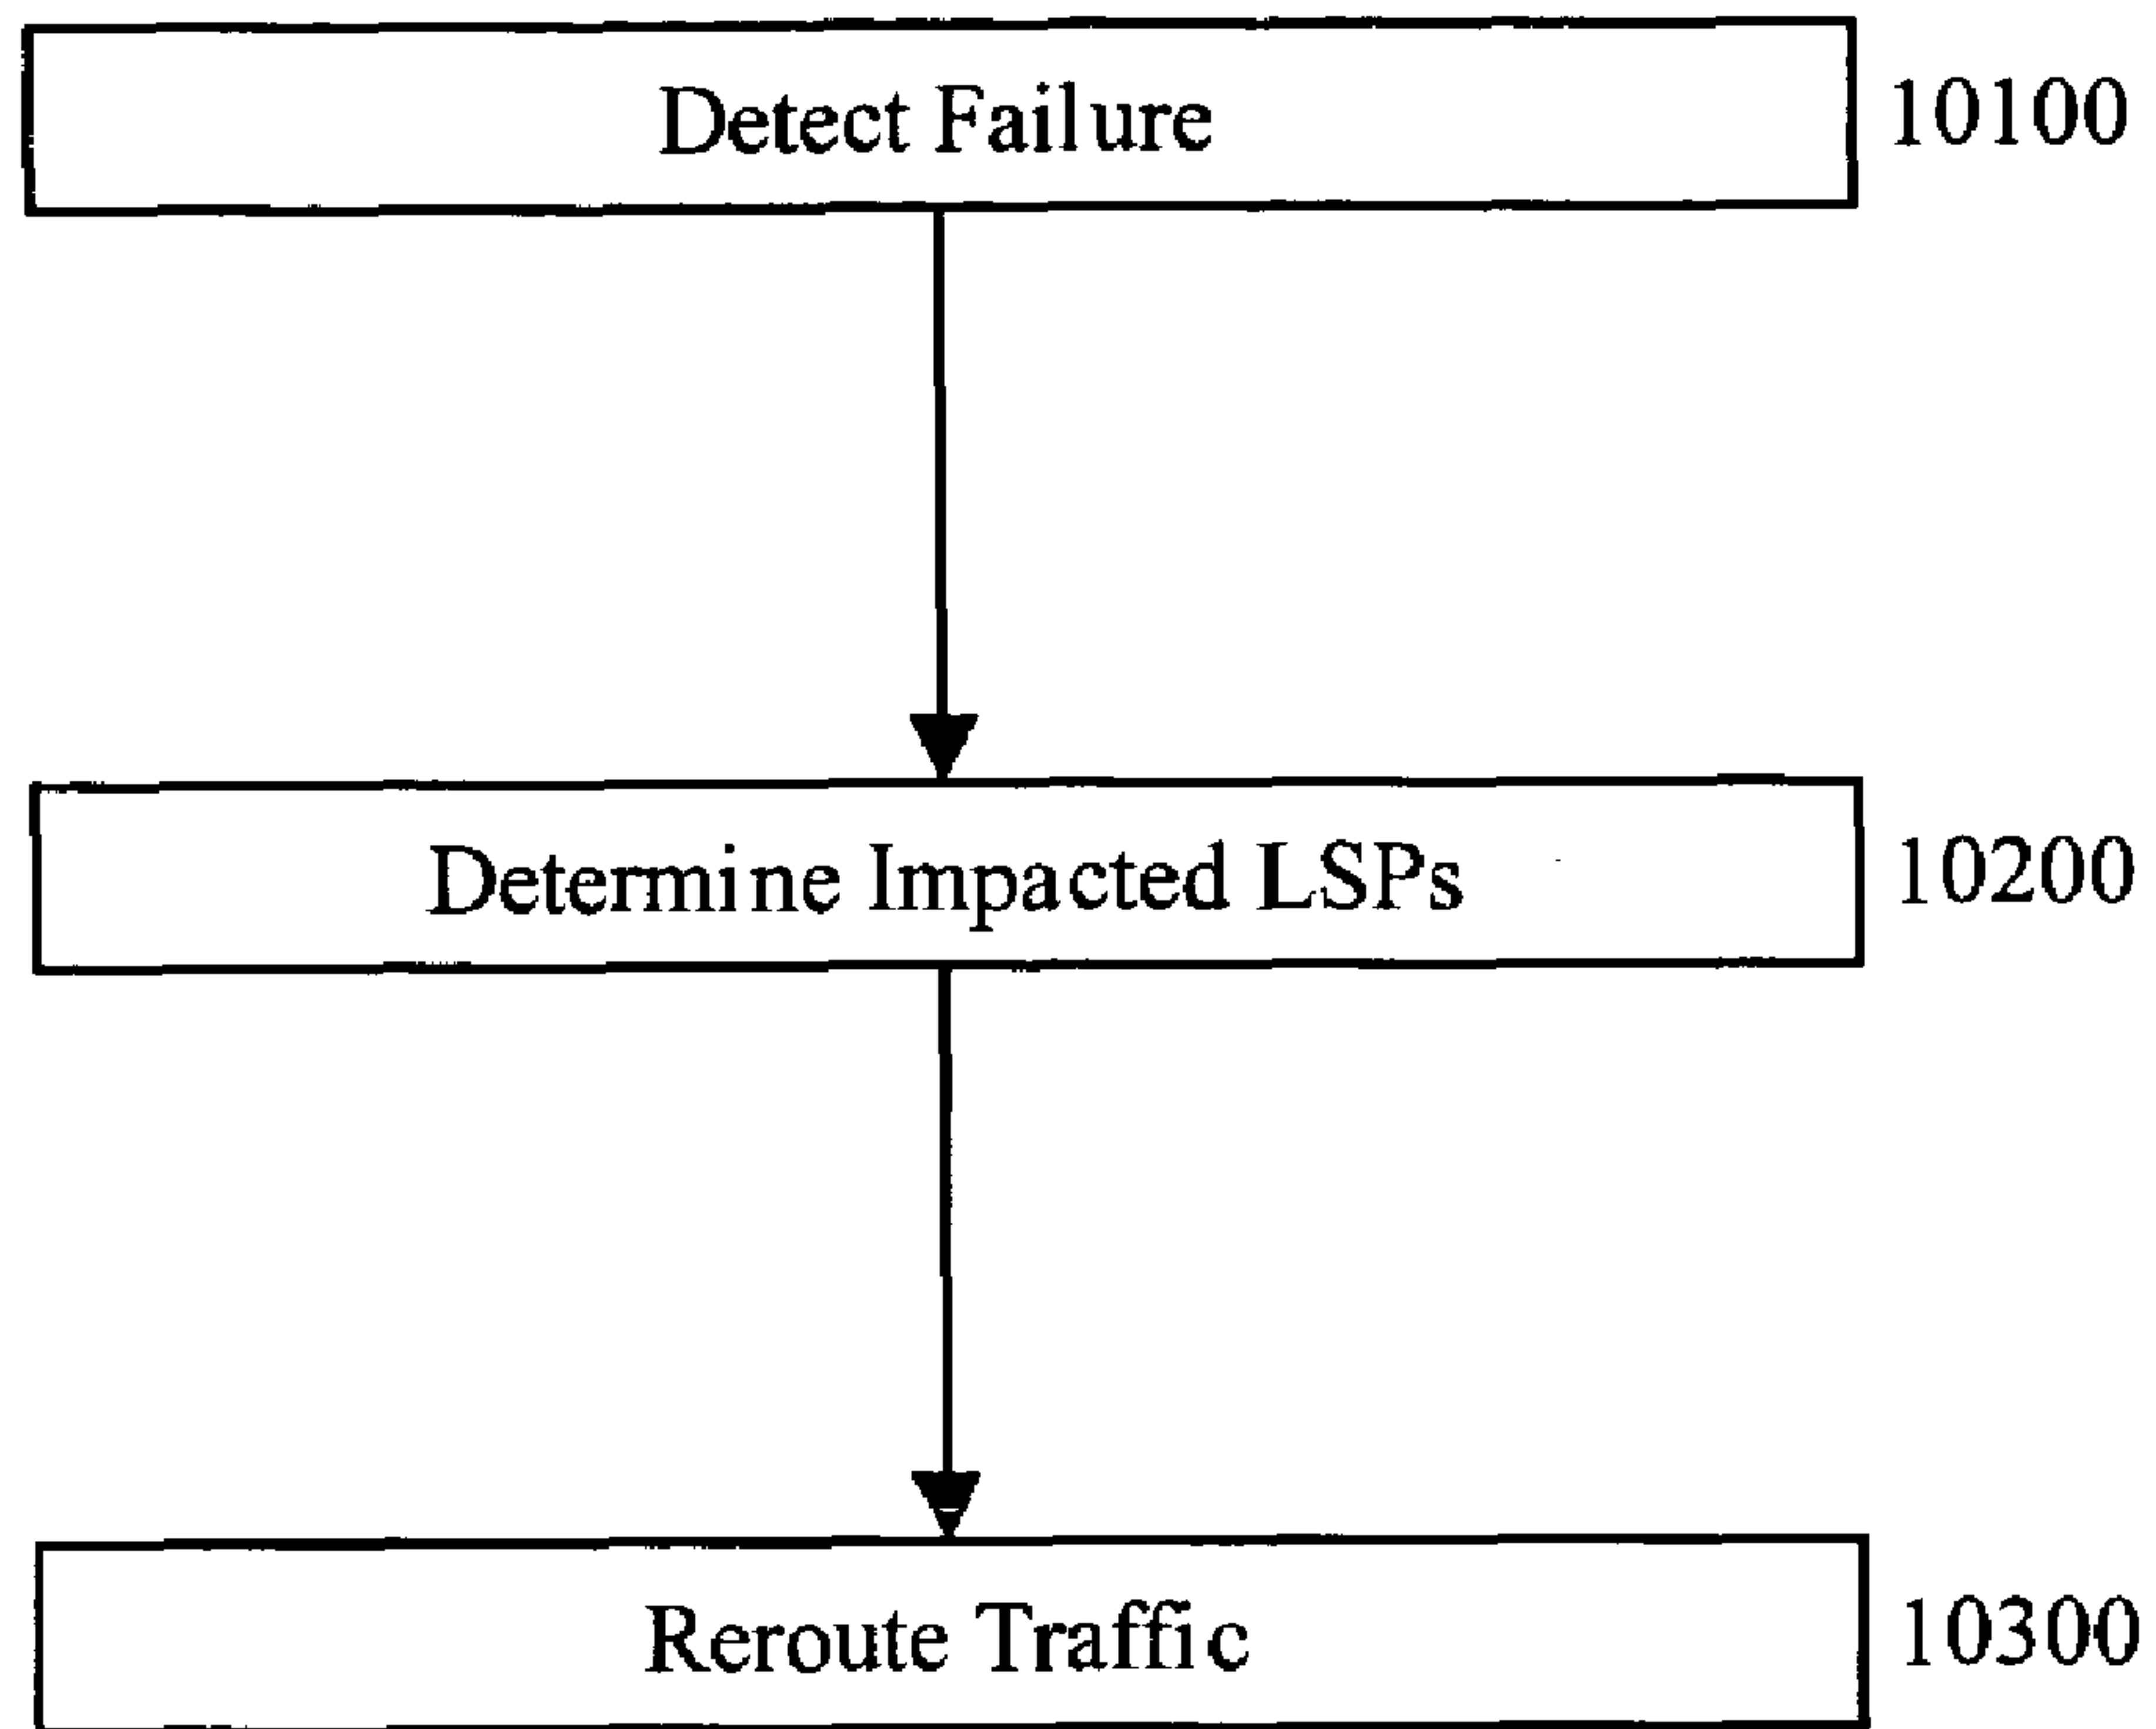 Detect Failure 10100
Determine Impacted LSPs 10200
Reroute Traffic 10300